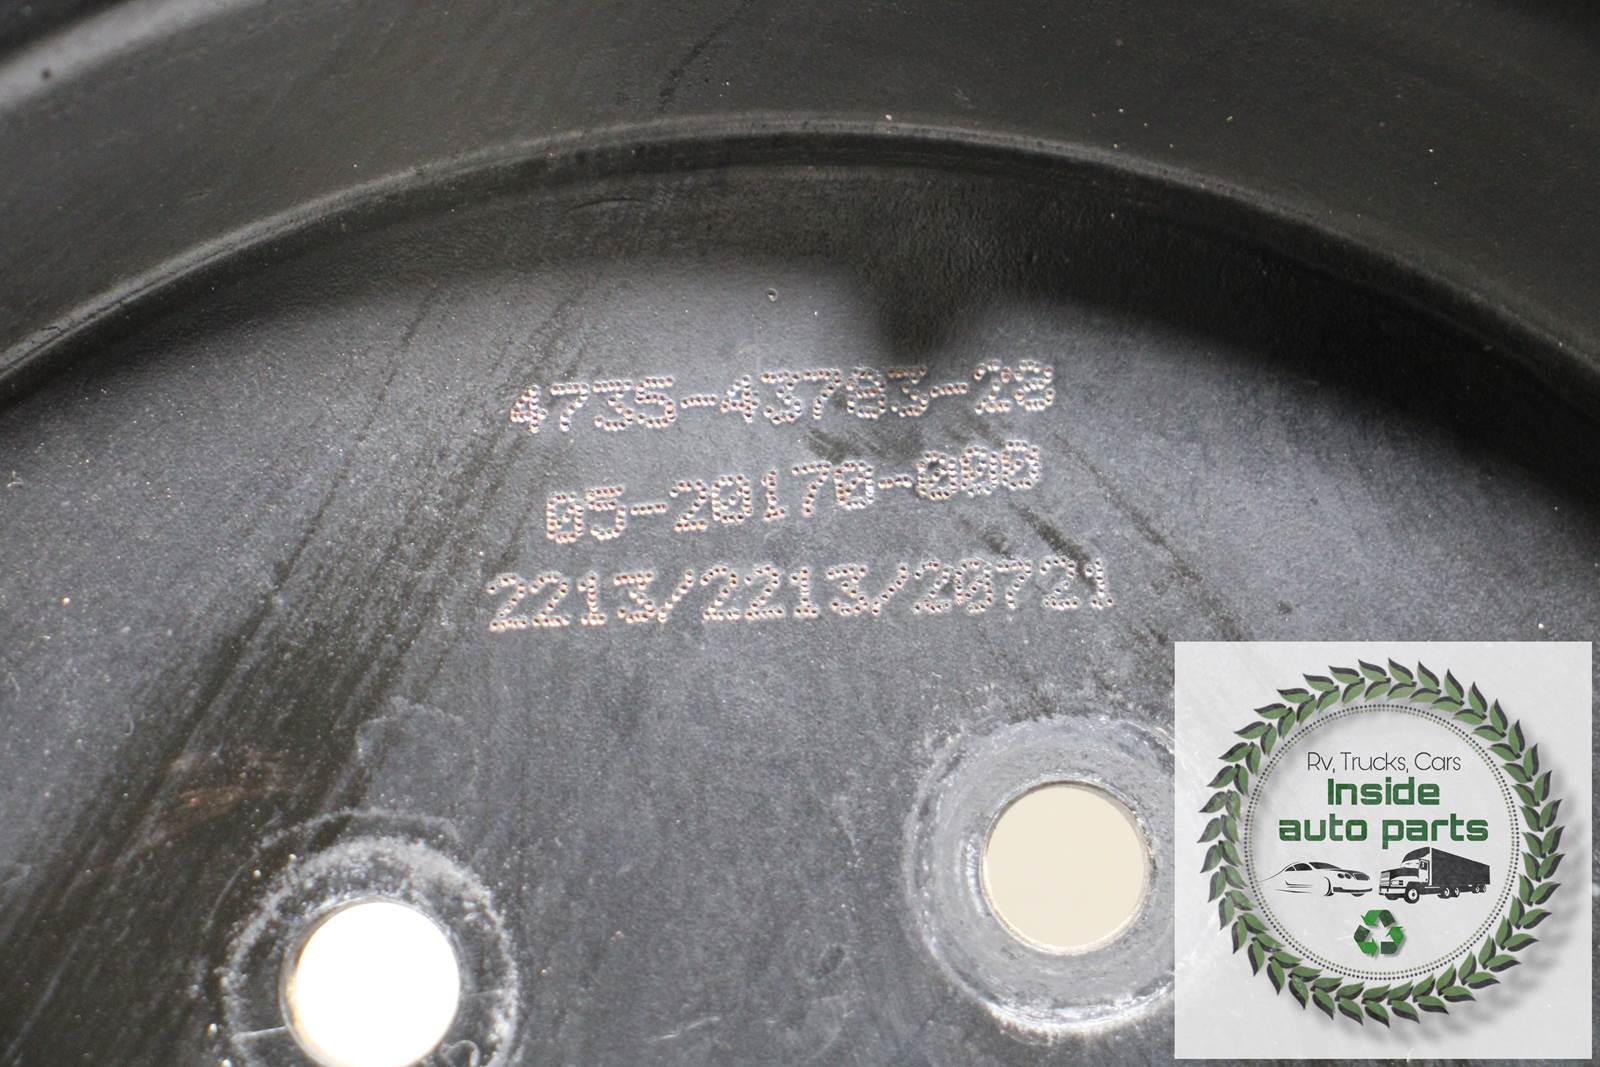 4735-43783-28
05-20170-000
2213/2213/20721
Rv, Trucks, Cars
Inside
auto parts